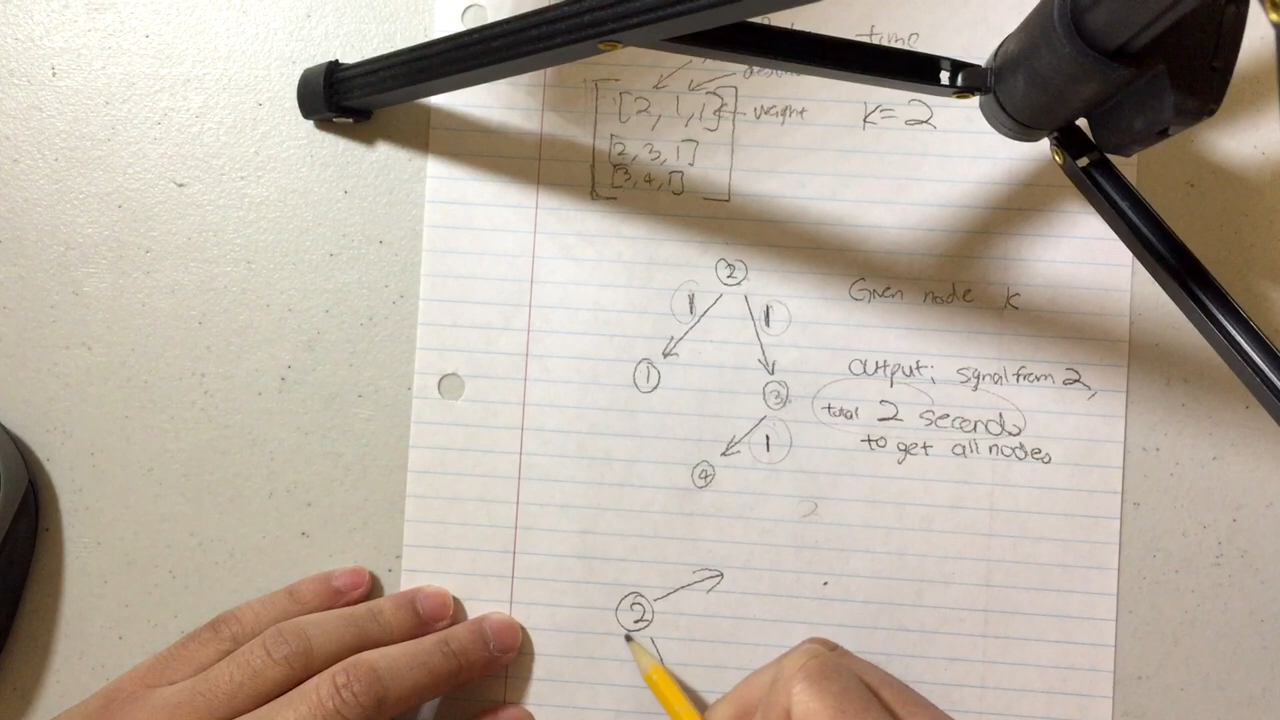 time
[2, 1, 1] weight K=2
[2, 3, 1]
[3, 4, 1]
2
1 1
Given node K
1
3
output: signal from 2,
total 2 seconds
to get all nodes
1
4
2
2